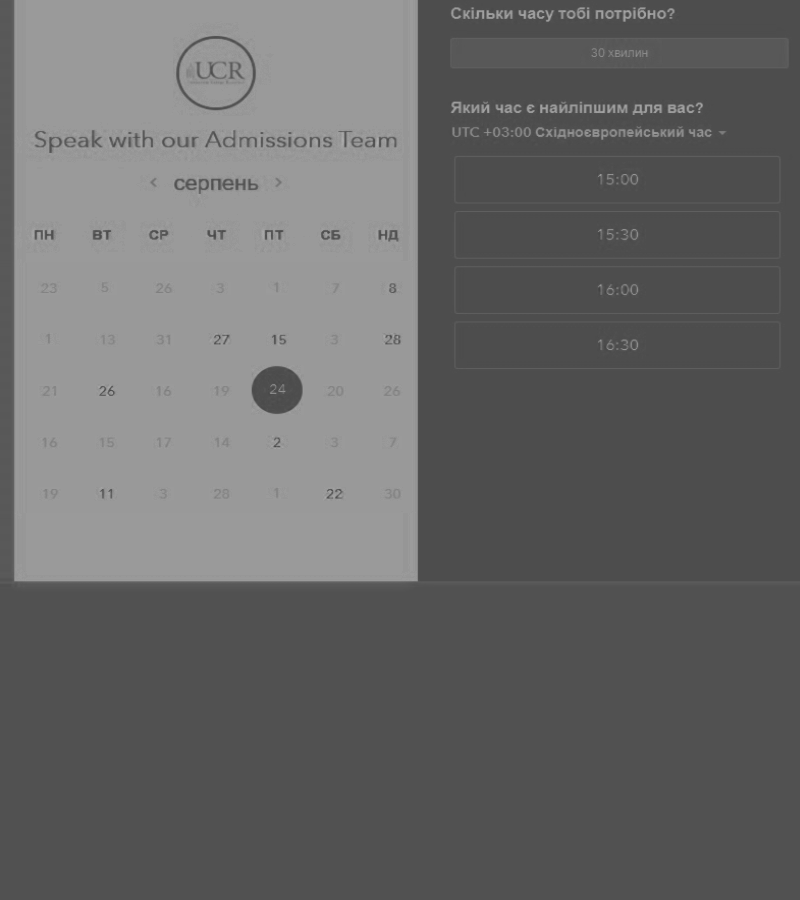 UCR
Speak with our Admissions Team
< серпень >
ПН ВТ СР ЧТ ПТ СБ НД
23 5 26 3 1 7 8
1 13 31 27 15 3 28
21 26 16 19 24 20 26
16 15 17 14 2 3 7
19 11 3 28 1 22 30
Скільки часу тобі потрібно?
30 хвилин
Який час є найліпшим для вас?
UTC +03:00 Східноєвропейський час
15:00
15:30
16:00
16:30